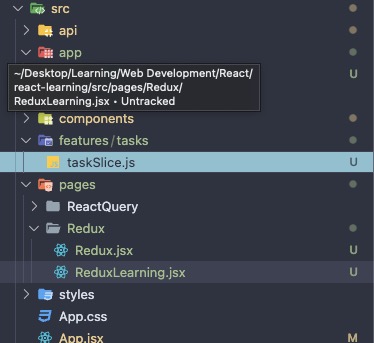 src
api
app
~/Desktop/Learning/Web Development/React/
react-learning/src/pages/Redux/
ReduxLearning.jsx • Untracked
U
components
features/tasks
JS taskSlice.js U
pages
ReactQuery
Redux
Redux.jsx U
ReduxLearning.jsx U
styles
App.css
App.jsx U